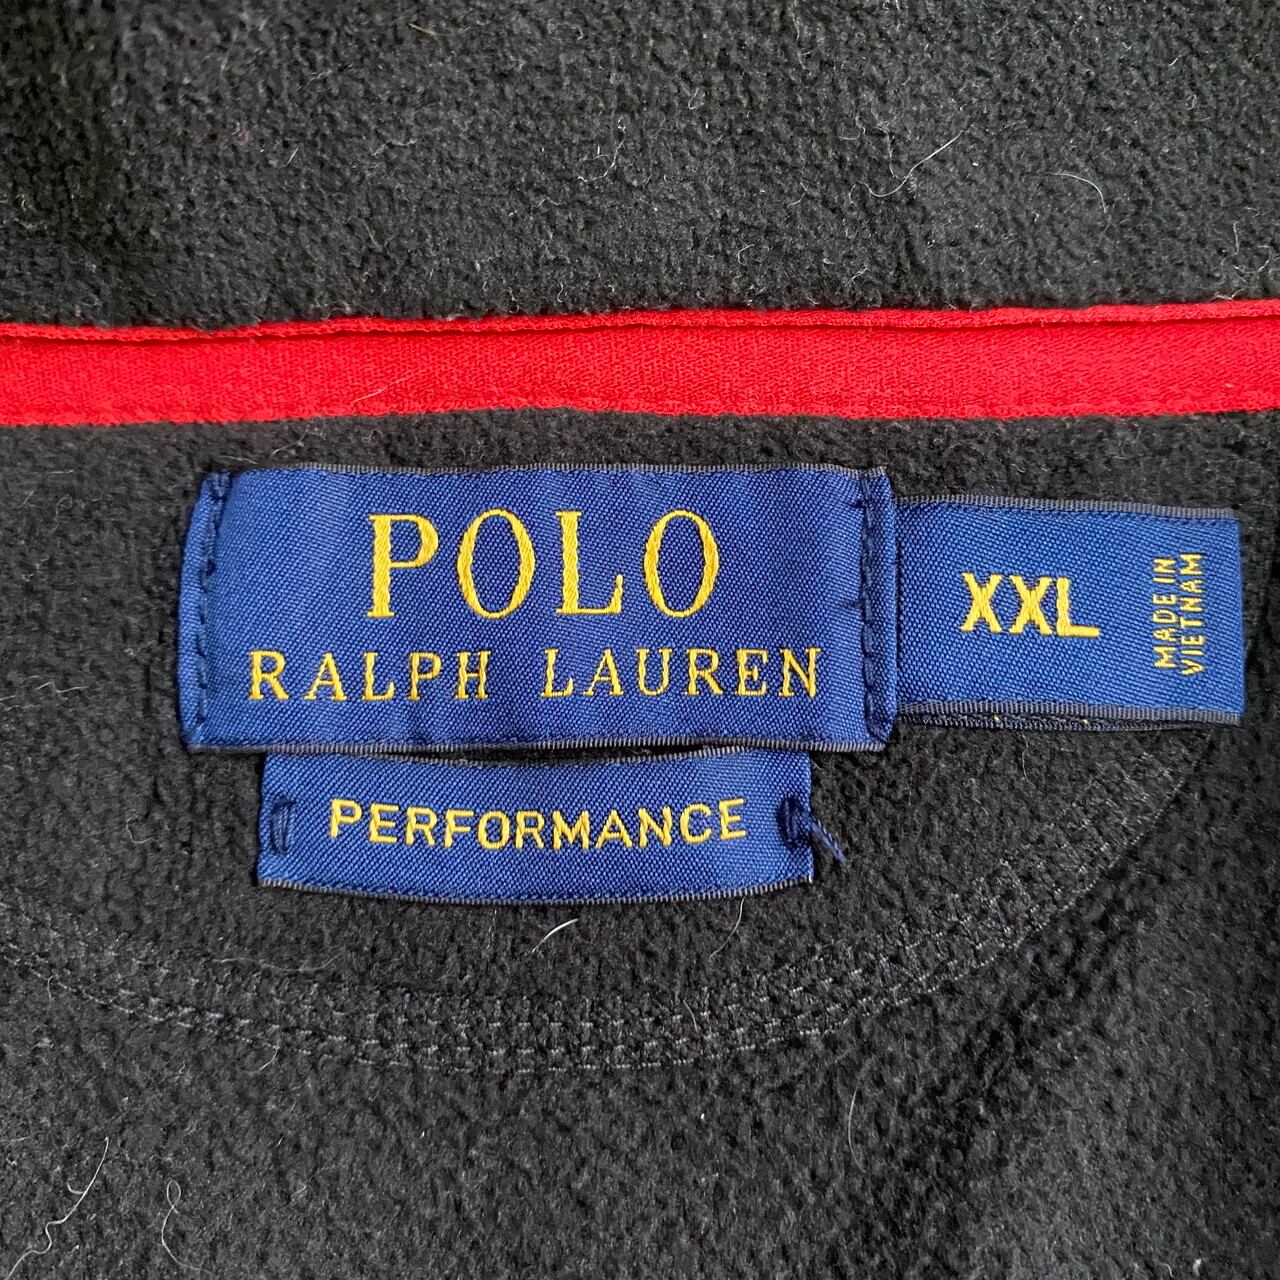 POLO
RALPH LAUREN
XXL
MADE IN
VIETNAM
PERFORMANCE